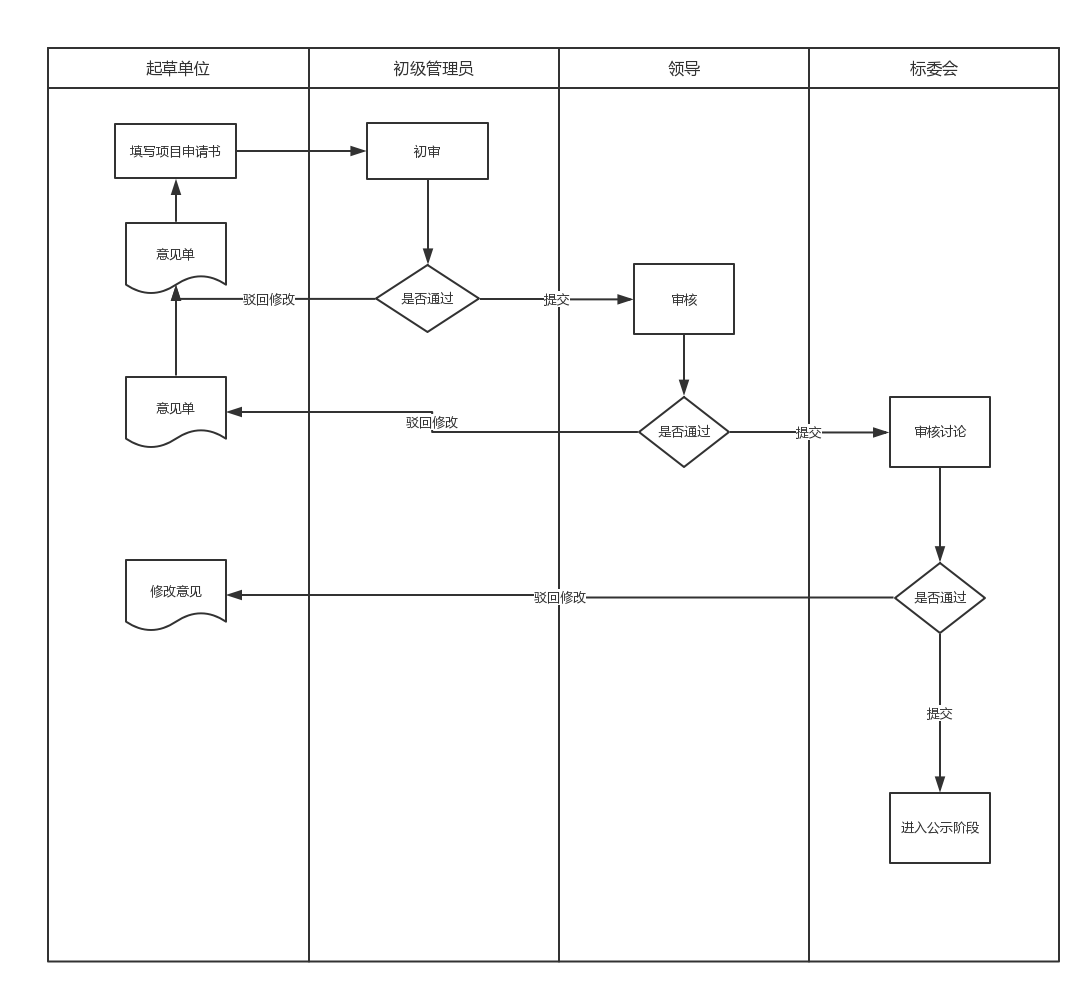 起草单位
初级管理员
领导
标委会
填写项目申请书
初审
意见单
驳回修改
是否通过
提交
审核
意见单
驳回修改
是否通过
提交
审核讨论
修改意见
驳回修改
是否通过
提交
进入公示阶段